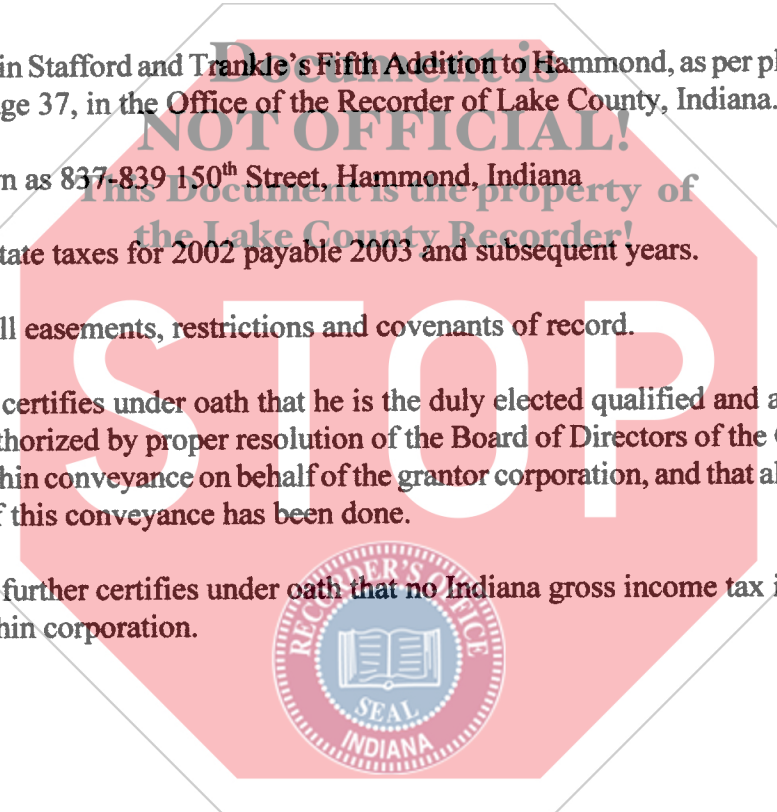 in Stafford and Trankle's Fifth Addition to Hammond, as per pl
Document is
ge 37, in the Office of the Recorder of Lake County, Indiana.
NOT OFFICIAL!
n as 837-839 150th Street, Hammond, Indiana
This Document is the property of
the Lake County Recorder!
tate taxes for 2002 payable 2003 and subsequent years.
ll easements, restrictions and covenants of record.
STOP
certifies under oath that he is the duly elected qualified and a
thorized by proper resolution of the Board of Directors of the
hin conveyance on behalf of the grantor corporation, and that al
f this conveyance has been done.
further certifies under oath that no Indiana gross income tax i
hin corporation.
RECORDER'S OFFICE
SEAL
INDIANA